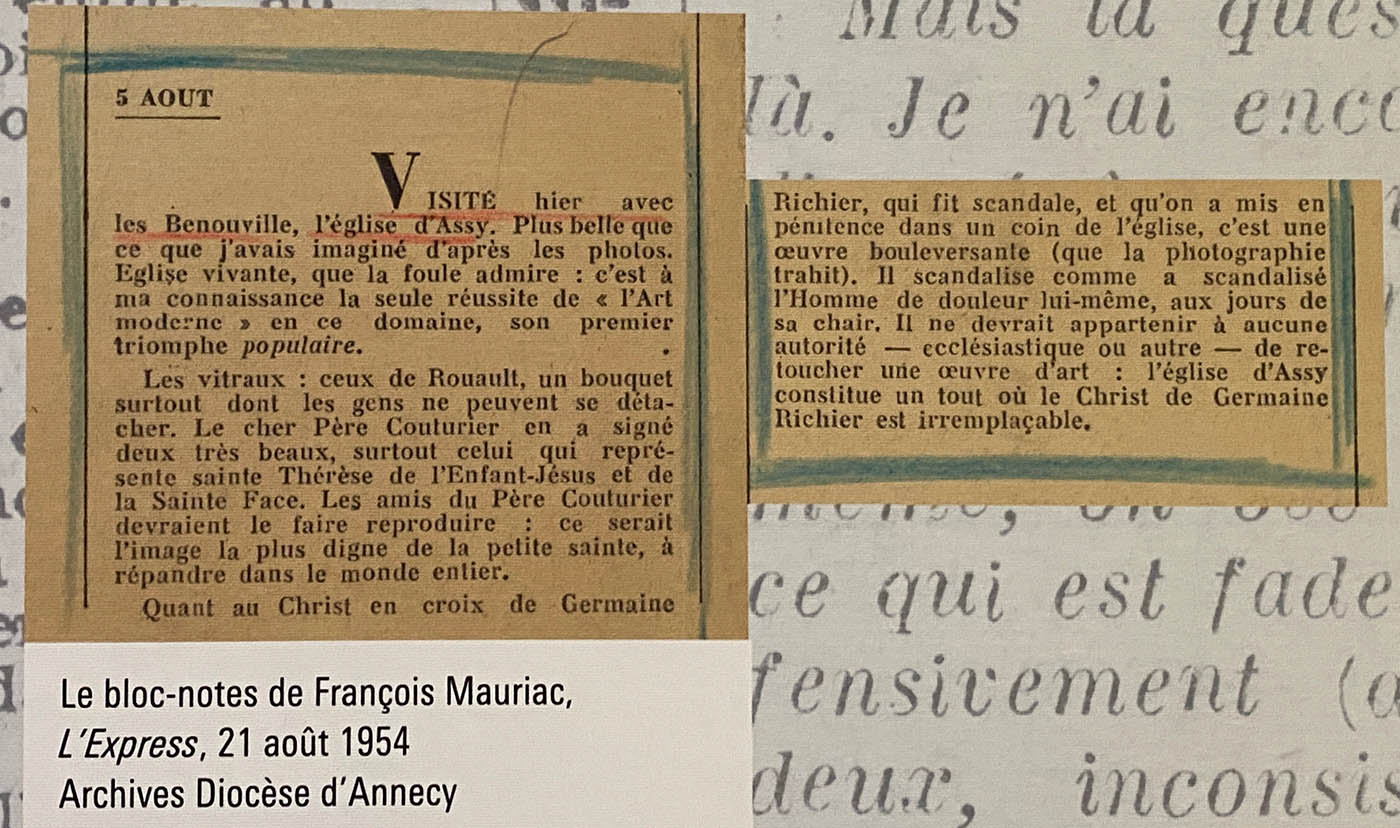 5 AOUT
VISITÉ hier avec
les Benouville, l'église d'Assy. Plus belle que
ce que j'avais imaginé d'après les photos.
Eglise vivante, que la foule admire : c'est à
ma connaissance la seule réussite de « l'Art
moderne » en ce domaine, son premier
triomphe populaire.
Les vitraux : ceux de Rouault, un bouquet
surtout dont les gens ne peuvent se déta-
cher. Le cher Père Couturier en a signé
deux très beaux, surtout celui qui repré-
sente sainte Thérèse de l'Enfant-Jésus et de
la Sainte Face. Les amis du Père Couturier
devraient le faire reproduire : ce serait
l'image la plus digne de la petite sainte, à
répandre dans le monde entier.
Quant au Christ en croix de Germaine
Richier, qui fit scandale, et qu'on a mis en
pénitence dans un coin de l'église, c'est une
œuvre bouleversante (que la photographie
trahit). Il scandalise comme a scandalisé
l'Homme de douleur lui-même, aux jours de
sa chair. Il ne devrait appartenir à aucune
autorité — ecclésiastique ou autre — de re-
toucher une œuvre d'art : l'église d'Assy
constitue un tout où le Christ de Germaine
Richier est irremplaçable.
Le bloc-notes de François Mauriac,
L'Express, 21 août 1954
Archives Diocèse d'Annecy
Mais la ques
là. Je n'ai enco
ce qui est fade
fensivement (
deux, inconsis